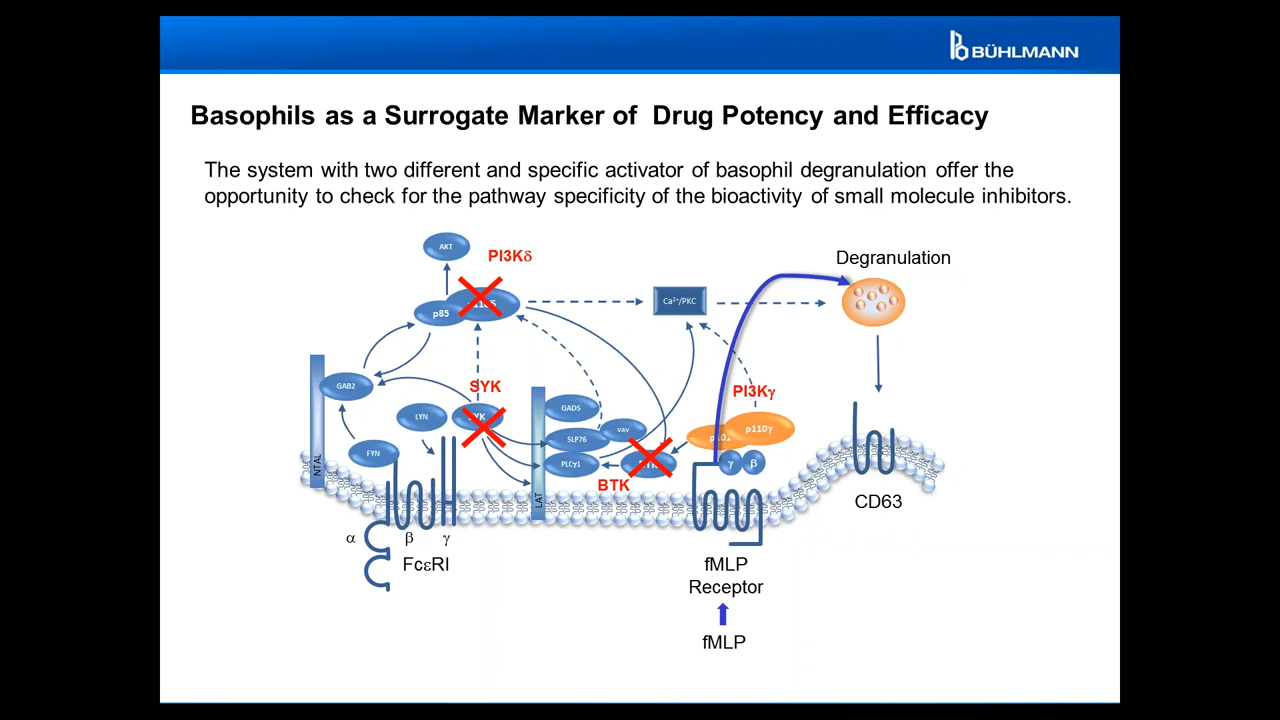 BÜHLMANN
Basophils as a Surrogate Marker of Drug Potency and Efficacy
The system with two different and specific activator of basophil degranulation offer the
opportunity to check for the pathway specificity of the bioactivity of small molecule inhibitors.
AKT
PI3Kδ
Degranulation
p85
Ca²⁺/PKC
GAB2
SYK
PI3Kγ
LYN
GADS
SLP76
VAV
p110γ
FYN
PLCγ1
γ
β
NTAL
BTK
LAT
CD63
α
β
γ
FcεRI
fMLP
Receptor
fMLP